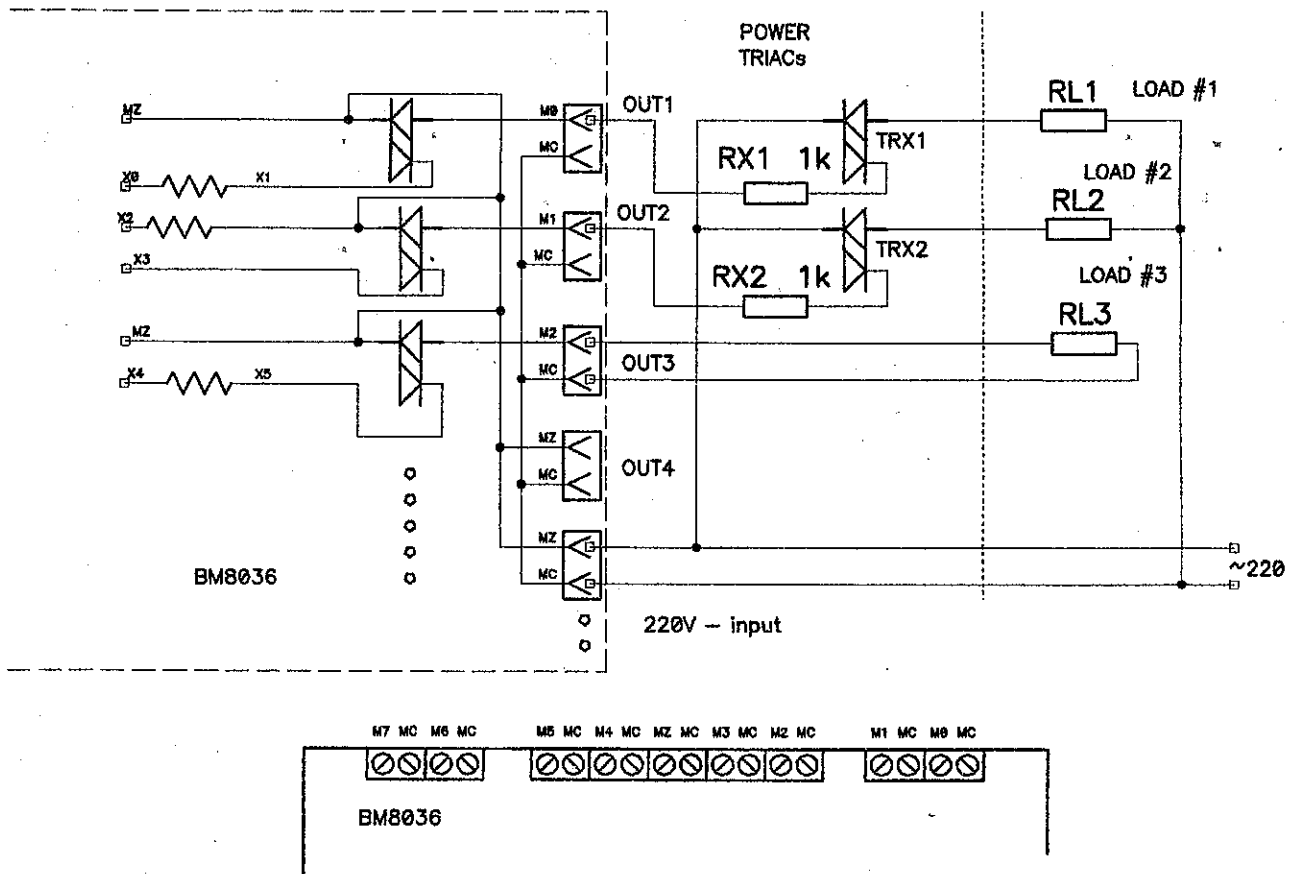 POWER
TRIACs
MZ
X0
X1
X2
X3
MZ
X4
X5
M0
MC
OUT1
M1
MC
OUT2
M2
MC
OUT3
MZ
MC
OUT4
MZ
MC
BM8036
220V – input
RX1 1k
TRX1
RX2 1k
TRX2
RL1
LOAD #1
LOAD #2
RL2
LOAD #3
RL3
~220
M7 MC M6 MC M5 MC M4 MC MZ MC M3 MC M2 MC M1 MC M0 MC
BM8036